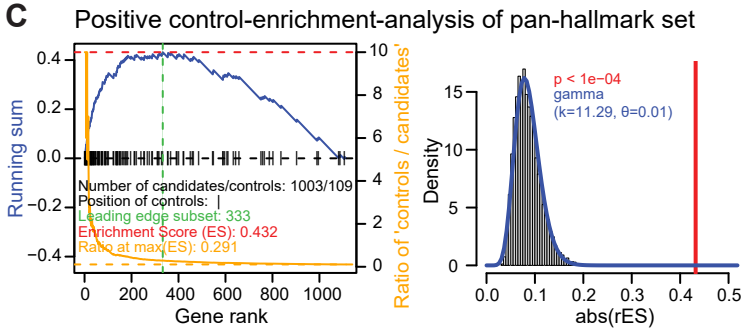 C Positive control-enrichment-analysis of pan-hallmark set
Running sum
0.4
0.2
0.0
−0.2
−0.4
Number of candidates/controls: 1003/109
Position of controls: |
Leading edge subset: 333
Enrichment Score (ES): 0.432
Ratio at max(ES): 0.291
0 200 400 600 800 1000
Gene rank
10
8
6
4
2
0
Ratio of 'controls / candidates'
Density
15
10
5
0
p < 1e−04
gamma
(k=11.29, θ=0.01)
0.0 0.1 0.2 0.3 0.4 0.5
abs(rES)